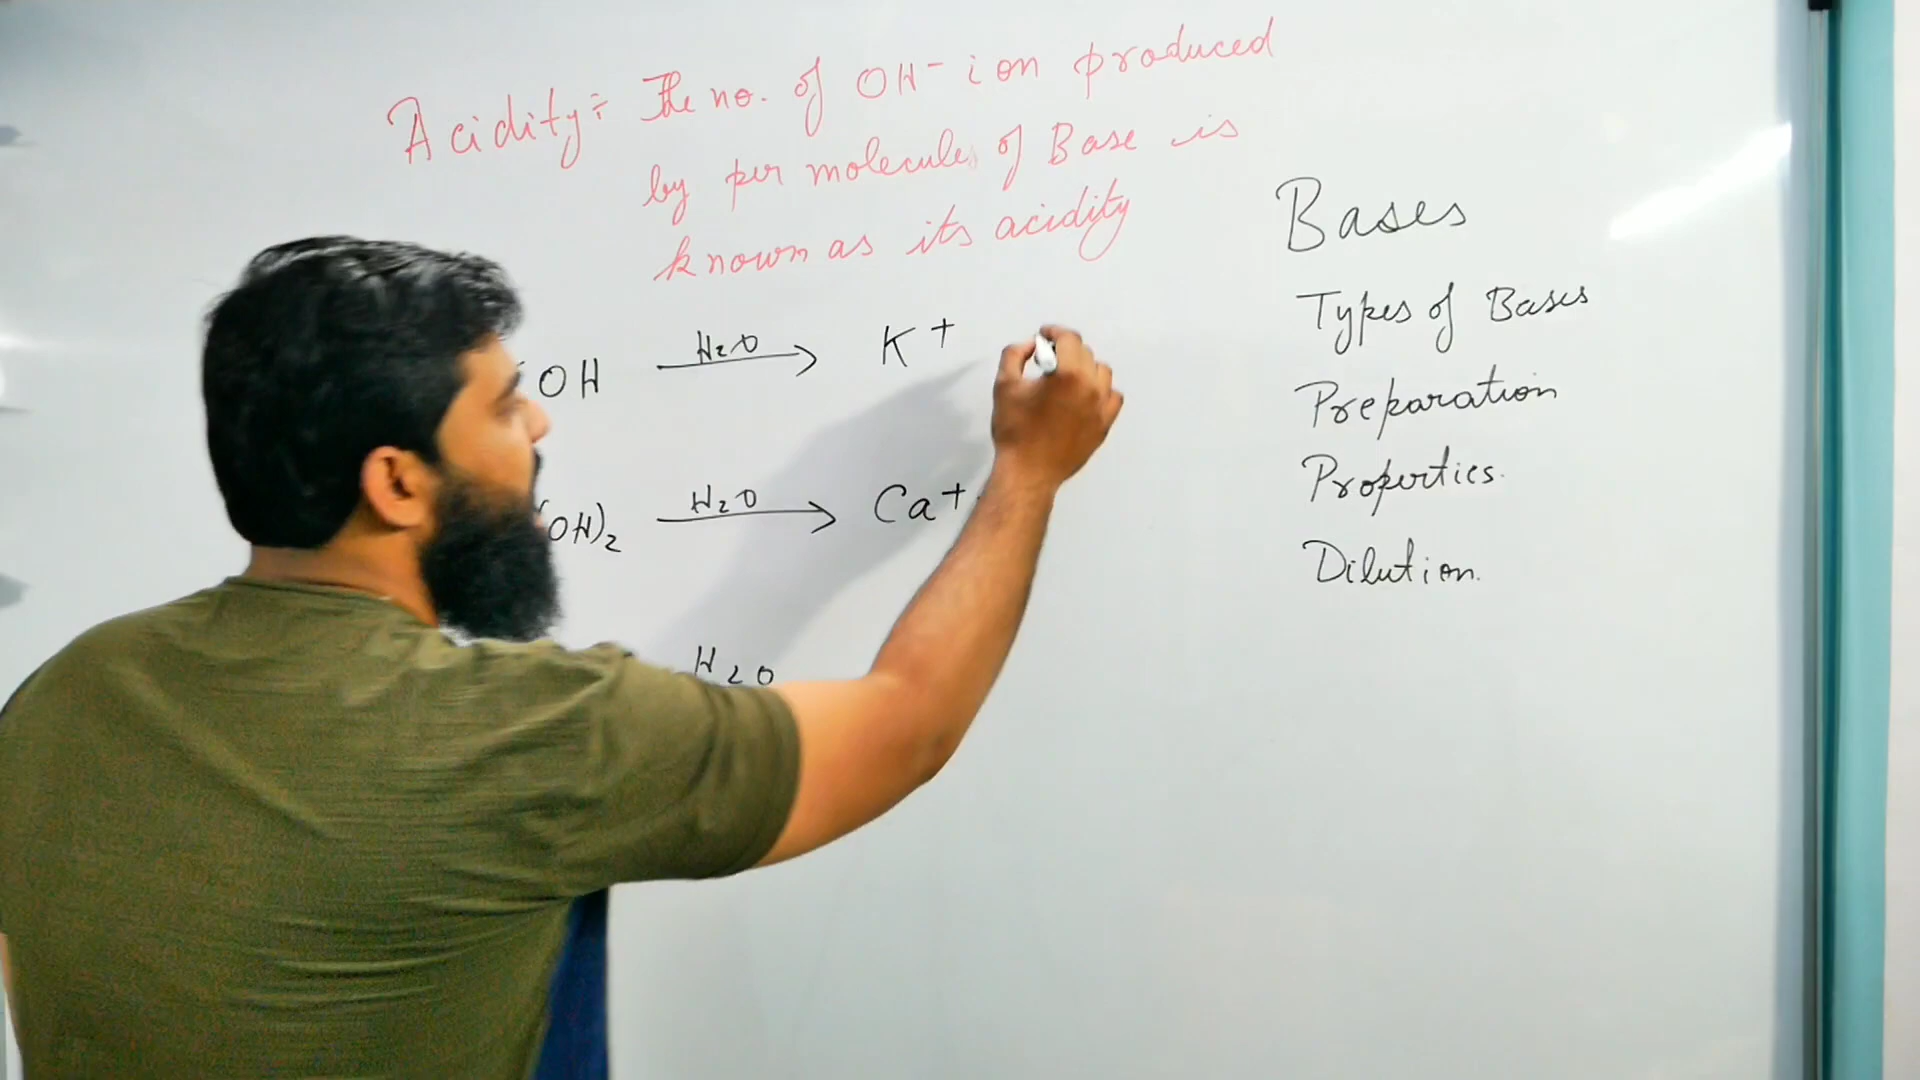 Acidity÷ The no. of OH⁻ ion produced
by per molecule of Base is
known as its acidity
OH H₂O → K⁺
(OH)₂ H₂O → Ca⁺
H₂O
Bases
Types of Bases
Preparation
Properties.
Dilution.